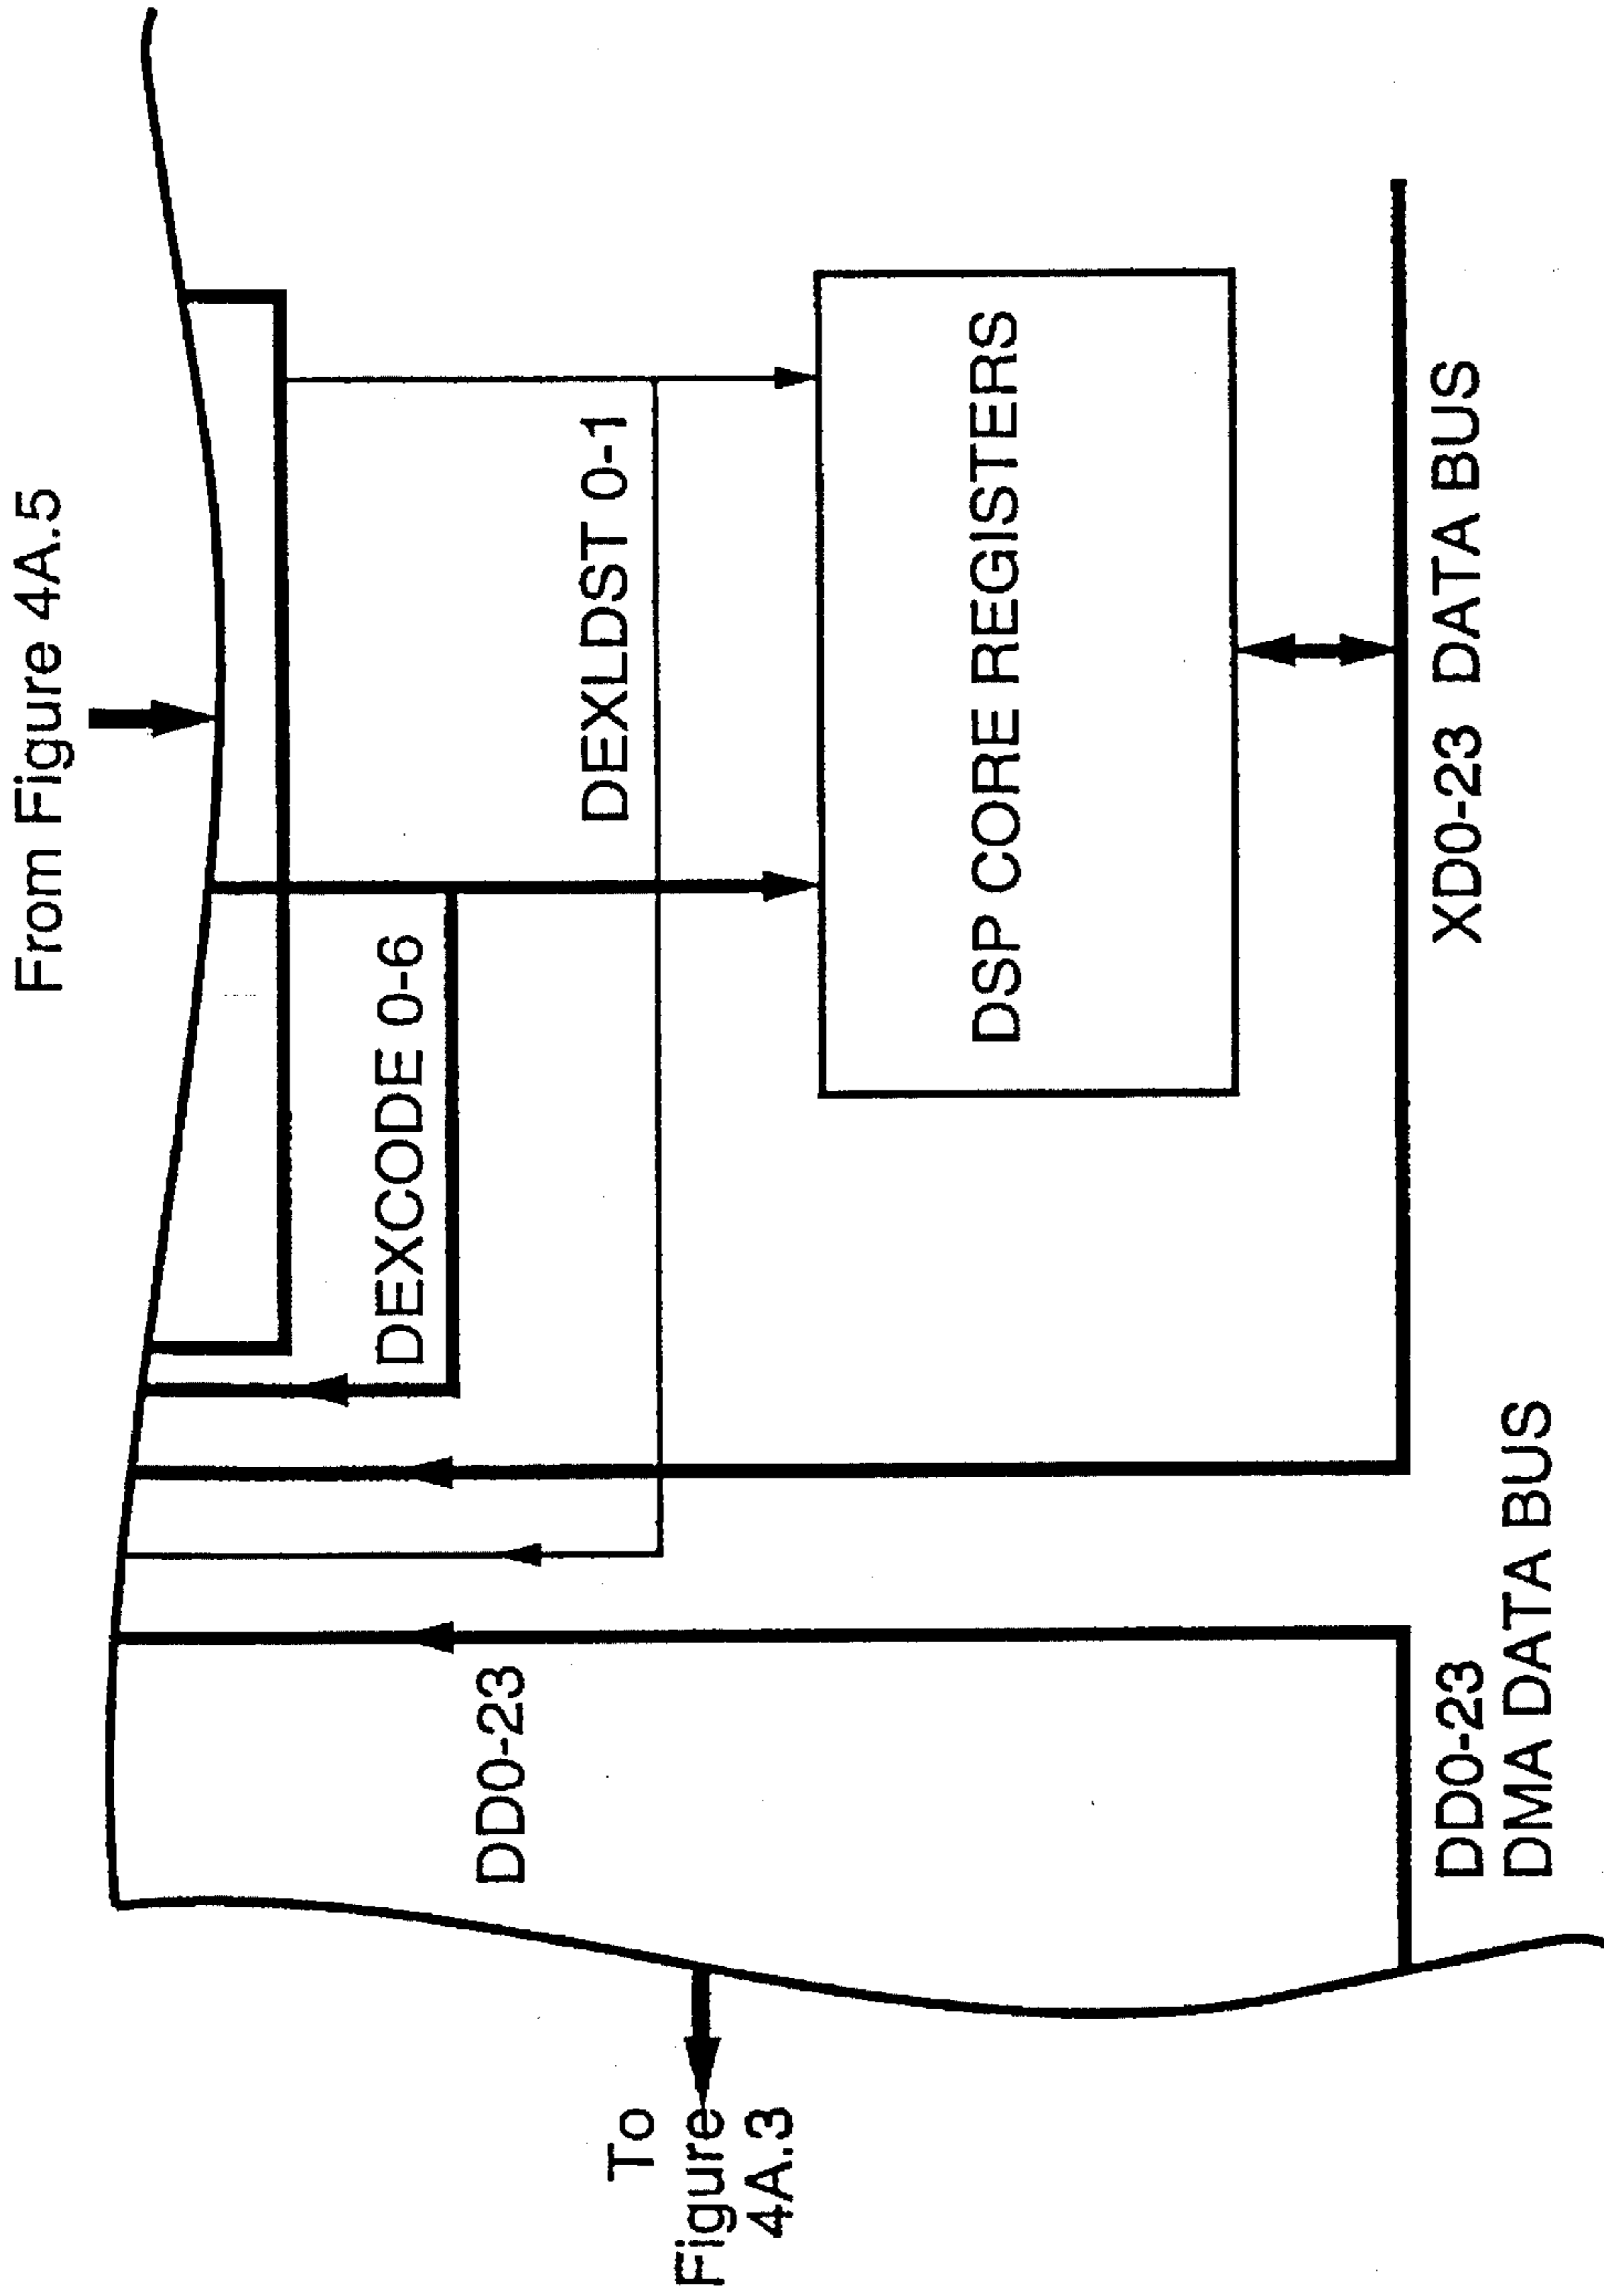 From Figure 4A.5
DEXCODE 0-6
DEXLDST 0-1
DD0-23
To
Figure
4A.3
DSP CORE REGISTERS
DD0-23
DMA DATA BUS
XD0-23 DATA BUS